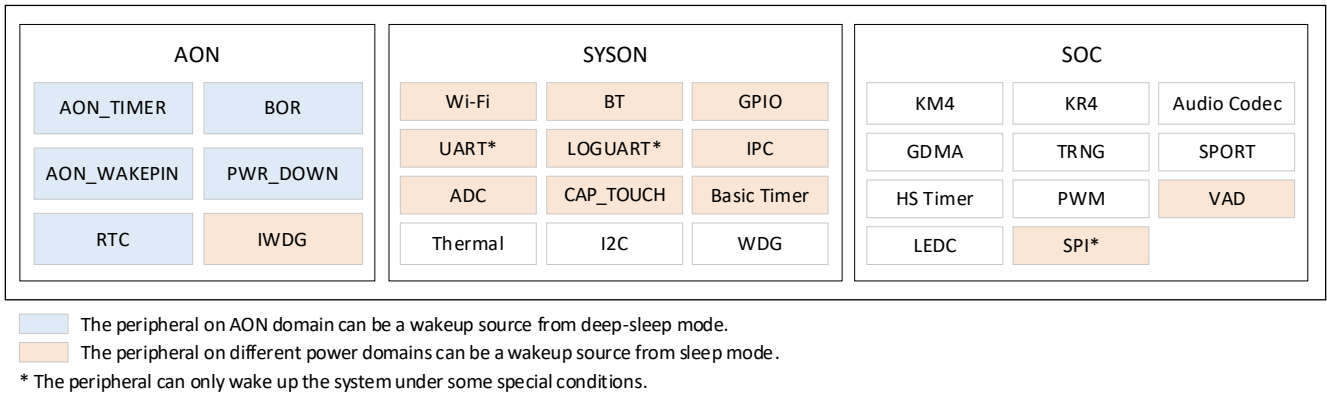 AON SYSON SOC
AON_TIMER BOR Wi-Fi BT GPIO KM4 KR4 Audio Codec
UART* LOGUART* IPC GDMA TRNG SPORT
AON_WAKEPIN PWR_DOWN ADC CAP_TOUCH Basic Timer HS Timer PWM VAD
RTC IWDG Thermal I2C WDG LEDC SPI*
The peripheral on AON domain can be a wakeup source from deep-sleep mode.
The peripheral on different power domains can be a wakeup source from sleep mode.
* The peripheral can only wake up the system under some special conditions.